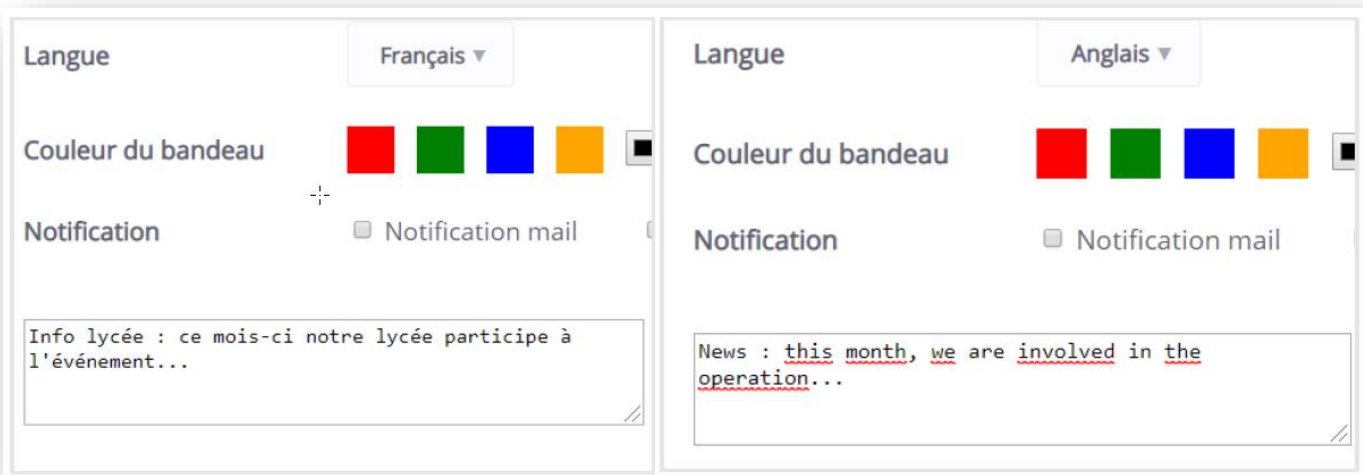 Langue
Français ▼
Couleur du bandeau
Notification
Notification mail
Info lycée : ce mois-ci notre lycée participe à
l'événement...
Langue
Anglais ▼
Couleur du bandeau
Notification
Notification mail
News : this month, we are involved in the
operation...